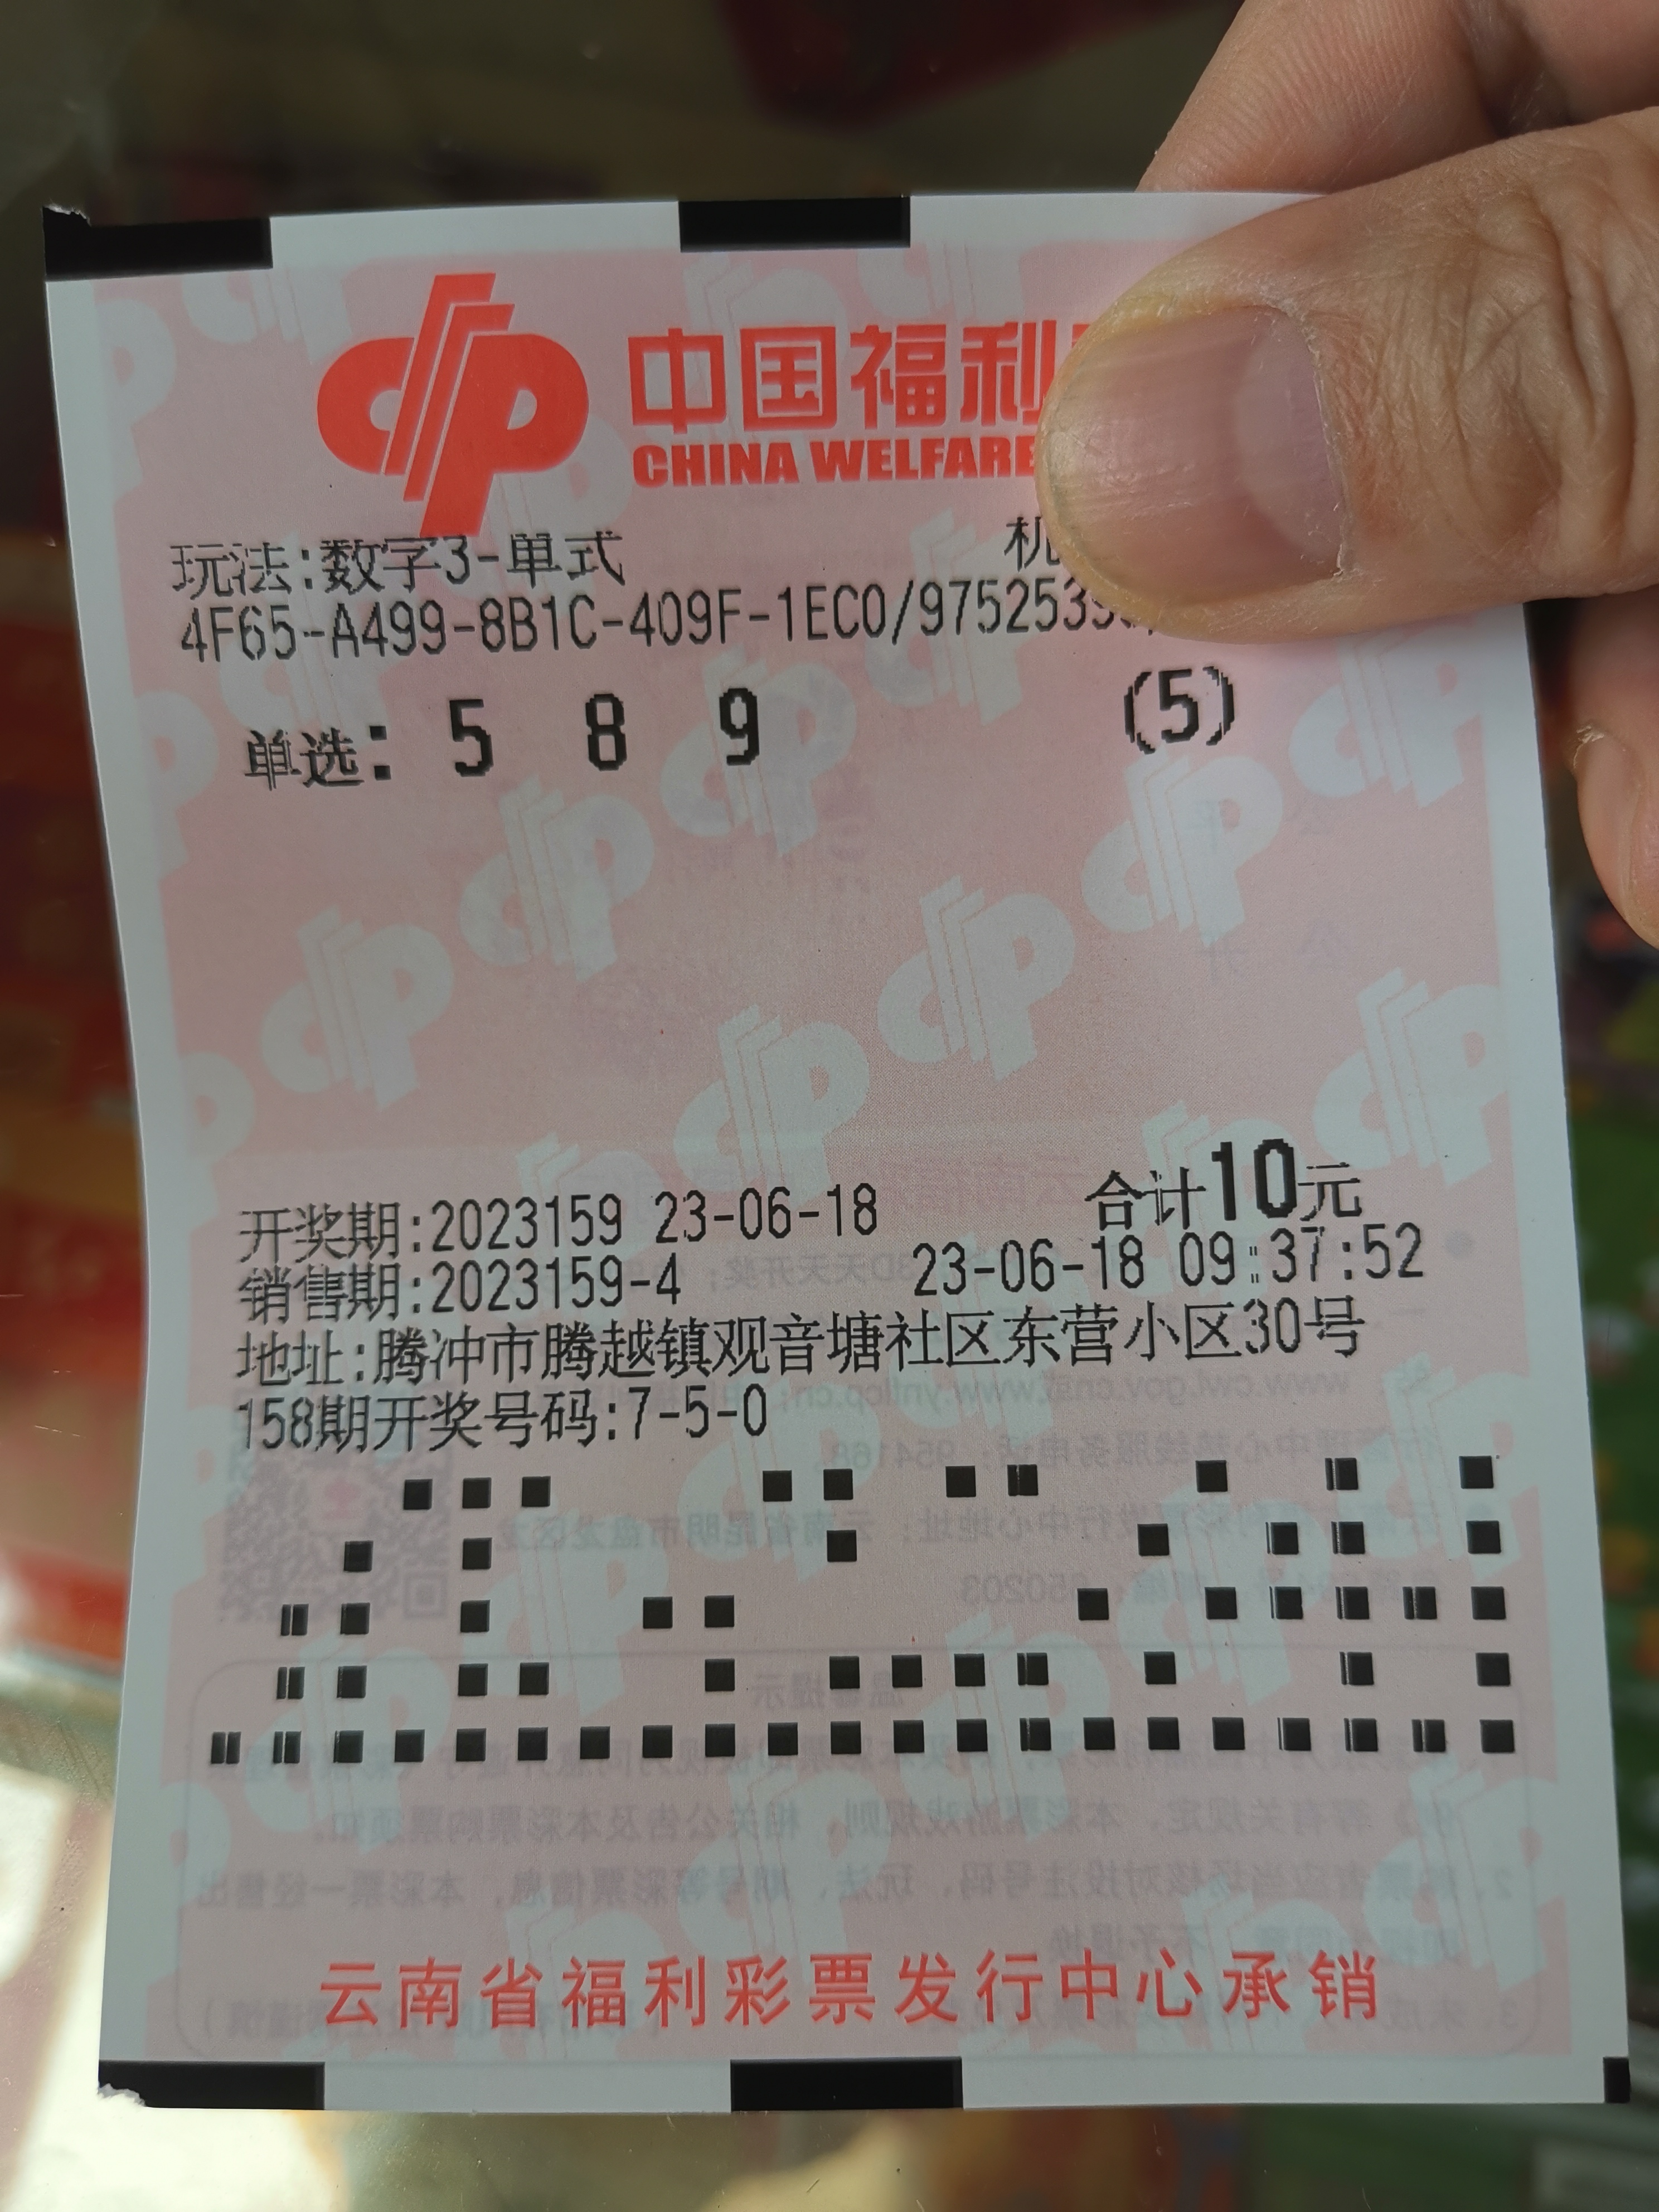 中国福利
CHINA WELFARE
玩法:数字3-单式 机
4F65-A499-8B1C-409F-1EC0/975253
单选: 5 8 9 (5)
开奖期:2023159 23-06-18 合计10元
销售期:2023159-4 23-06-18 09:37:52
地址:腾冲市腾越镇观音塘社区东营小区30号
158期开奖号码:7-5-0
云南省福利彩票发行中心承销